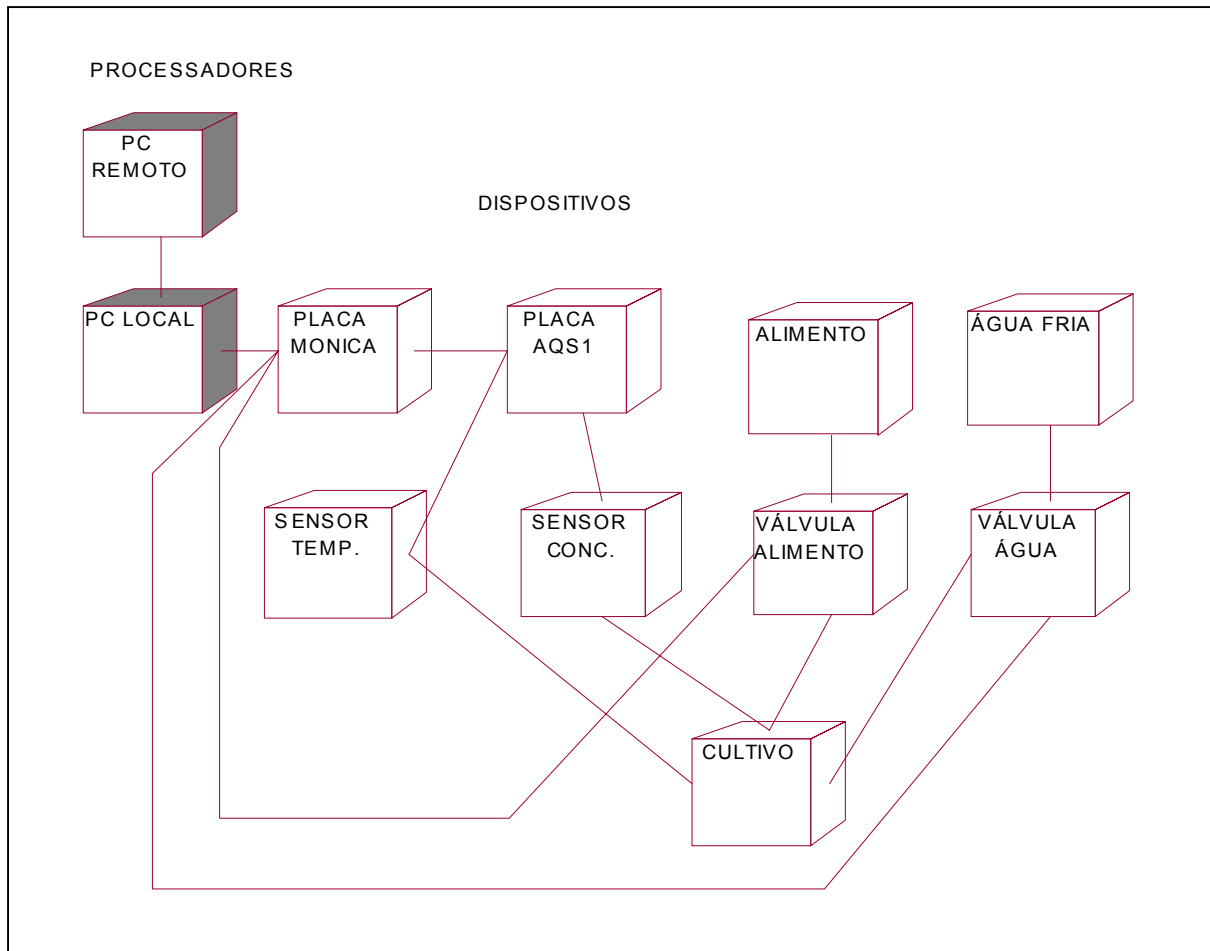 PROCESSADORES
PC
REMOTO
DISPOSITIVOS
PC LOCAL
PLACA
MONICA
PLACA
AQS1
ALIMENTO
ÁGUA FRIA
SENSOR
TEMP.
SENSOR
CONC.
VÁLVULA
ALIMENTO
VÁLVULA
ÁGUA
CULTIVO